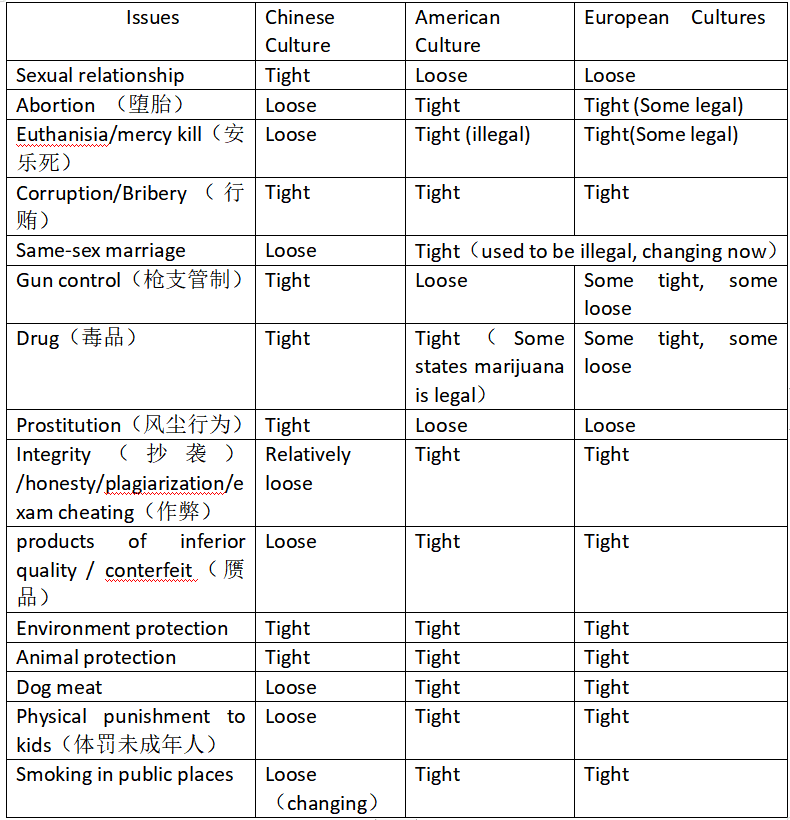 Issues Chinese Culture American Culture European Cultures
Sexual relationship Tight Loose Loose
Abortion （堕胎） Loose Tight Tight (Some legal)
Euthanisia/mercy kill（安乐死） Loose Tight (illegal) Tight(Some legal)
Corruption/Bribery（行贿） Tight Tight Tight
Same-sex marriage Loose Tight（used to be illegal, changing now）
Gun control（枪支管制） Tight Loose Some tight, some loose
Drug（毒品） Tight Tight （ Some states marijuana is legal） Some tight, some loose
Prostitution（风尘行为） Tight Loose Loose
Integrity （抄袭） /honesty/plagiarization/exam cheating（作弊） Relatively loose Tight Tight
products of inferior quality / conterfeit（赝品） Loose Tight Tight
Environment protection Tight Tight Tight
Animal protection Tight Tight Tight
Dog meat Loose Tight Tight
Physical punishment to kids（体罚未成年人） Loose Tight Tight
Smoking in public places Loose （changing） Tight Tight